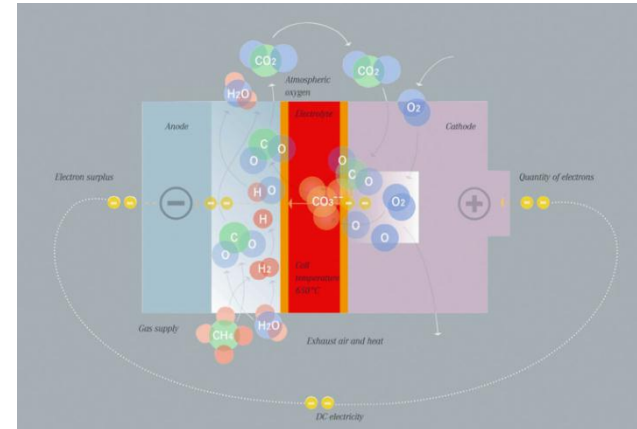 CO2
CO2
H2O
Atmospheric
oxygen
O2
Anode
Electrolyte
Cathode
C
O
O
O
C
O
Electron surplus
H
O
CO3--
O2
Quantity of electrons
H
O
O
C
O
O
H2
Cell
temperature
650°C
Gas supply
CH4
H2O
Exhaust air and heat
DC electricity